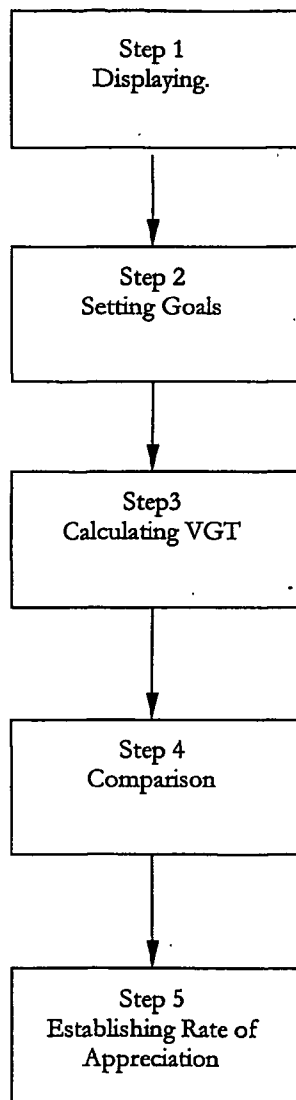 Step 1
Displaying.
Step 2
Setting Goals
Step3
Calculating VGT
Step 4
Comparison
Step 5
Establishing Rate of
Appreciation